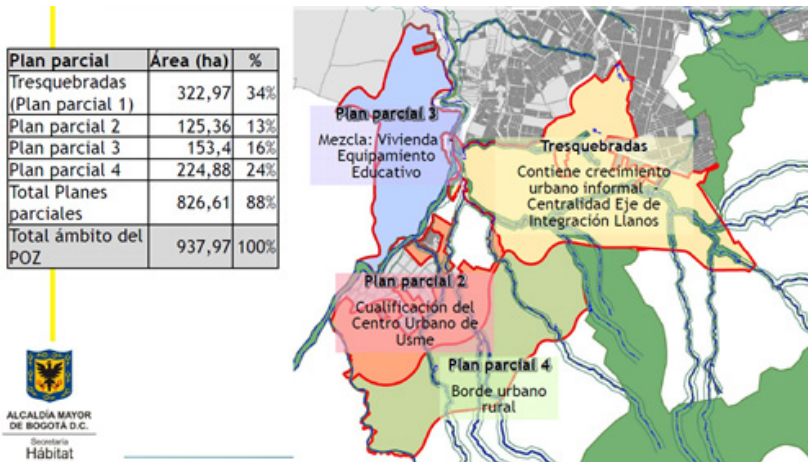 Plan parcial Área (ha) %
Tresquebradas
(Plan parcial 1) 322,97 34%
Plan parcial 2 125,36 13%
Plan parcial 3 153,4 16%
Plan parcial 4 224,88 24%
Total Planes
parciales 826,61 88%
Total ámbito del
POZ 937,97 100%
Plan parcial 3
Mezcla: Vivienda
Equipamiento
Educativo
Tresquebradas
Contiene crecimiento
urbano informal -
Centralidad Eje de
Integración Llanos
Plan parcial 2
Cualificación del
Centro Urbano de
Usme
Plan parcial 4
Borde urbano
rural
ALCALDÍA MAYOR
DE BOGOTÁ D.C.
Secretaría
Hábitat